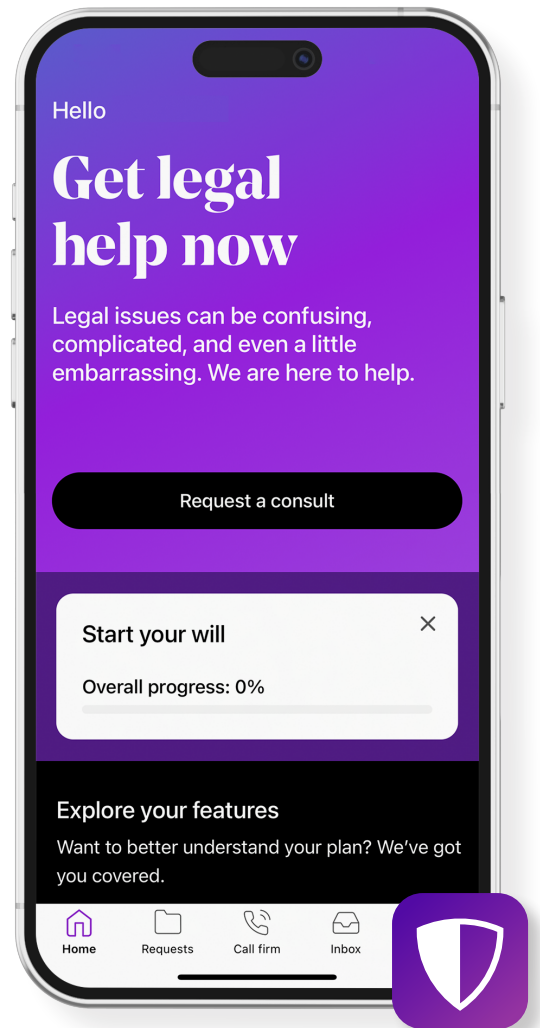 Hello
Get legal
help now
Legal issues can be confusing,
complicated, and even a little
embarrassing. We are here to help.
Request a consult
Start your will
Overall progress: 0%
Explore your features
Want to better understand your plan? We’ve got
you covered.
Home
Requests
Call firm
Inbox